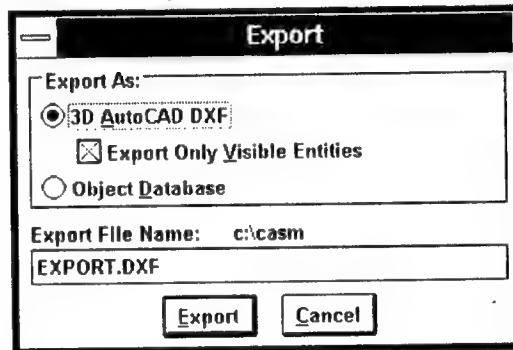 Export
Export As:
3D AutoCAD DXF
Export Only Visible Entities
Object Database
Export File Name: c:\casm
EXPORT.DXF
Export Cancel